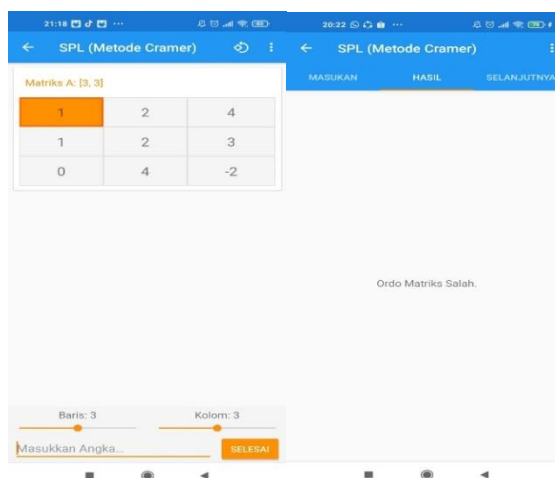 21:18
SPL (Metode Cramer)
Matriks A: [3, 3]
1 2 4
1 2 3
0 4 -2
Baris: 3 Kolom: 3
Masukkan Angka... SELESAI
20:22
SPL (Metode Cramer)
MASUKAN HASIL SELANJUTNYA
Ordo Matriks Salah.